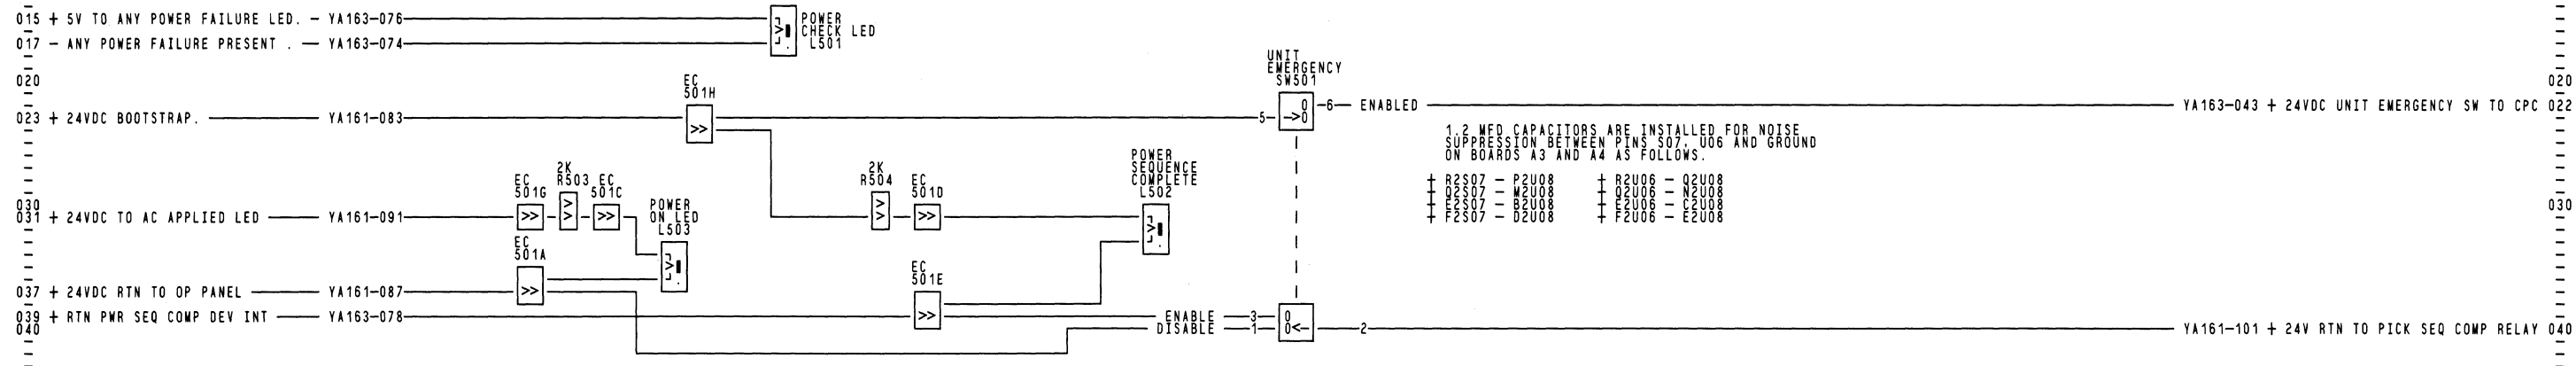 015 + 5V TO ANY POWER FAILURE LED. — YA163-076
POWER
CHECK LED
L501
017 — ANY POWER FAILURE PRESENT . — YA163-074
UNIT
EMERGENCY
SW501
020
020
EC
501H
0
->0
6 ENABLED
YA163-043 + 24VDC UNIT EMERGENCY SW TO CPC 022
023 + 24VDC BOOTSTRAP. YA161-083
>>
5
1.2 MFD CAPACITORS ARE INSTALLED FOR NOISE
SUPPRESSION BETWEEN PINS S07, U06 AND GROUND
ON BOARDS A3 AND A4 AS FOLLOWS.
+ R2S07 — P2U08 + R2U06 — Q2U08
+ Q2S07 — M2U08 + Q2U06 — N2U08
+ E2S07 — B2U08 + E2U06 — C2U08
+ F2S07 — D2U08 + F2U06 — E2U08
POWER
SEQUENCE
COMPLETE
L502
EC
501G
2K
R503
EC
501C
POWER
ON LED
L503
2K
R504
EC
501D
030
030
031 + 24VDC TO AC APPLIED LED YA161-091
>>
>>
>>
EC
501A
EC
501E
037 + 24VDC RTN TO OP PANEL YA161-087
>>
039 + RTN PWR SEQ COMP DEV INT YA163-078
>>
ENABLE 3
DISABLE 1
0
0<-
2
040
YA161-101 + 24V RTN TO PICK SEQ COMP RELAY 040